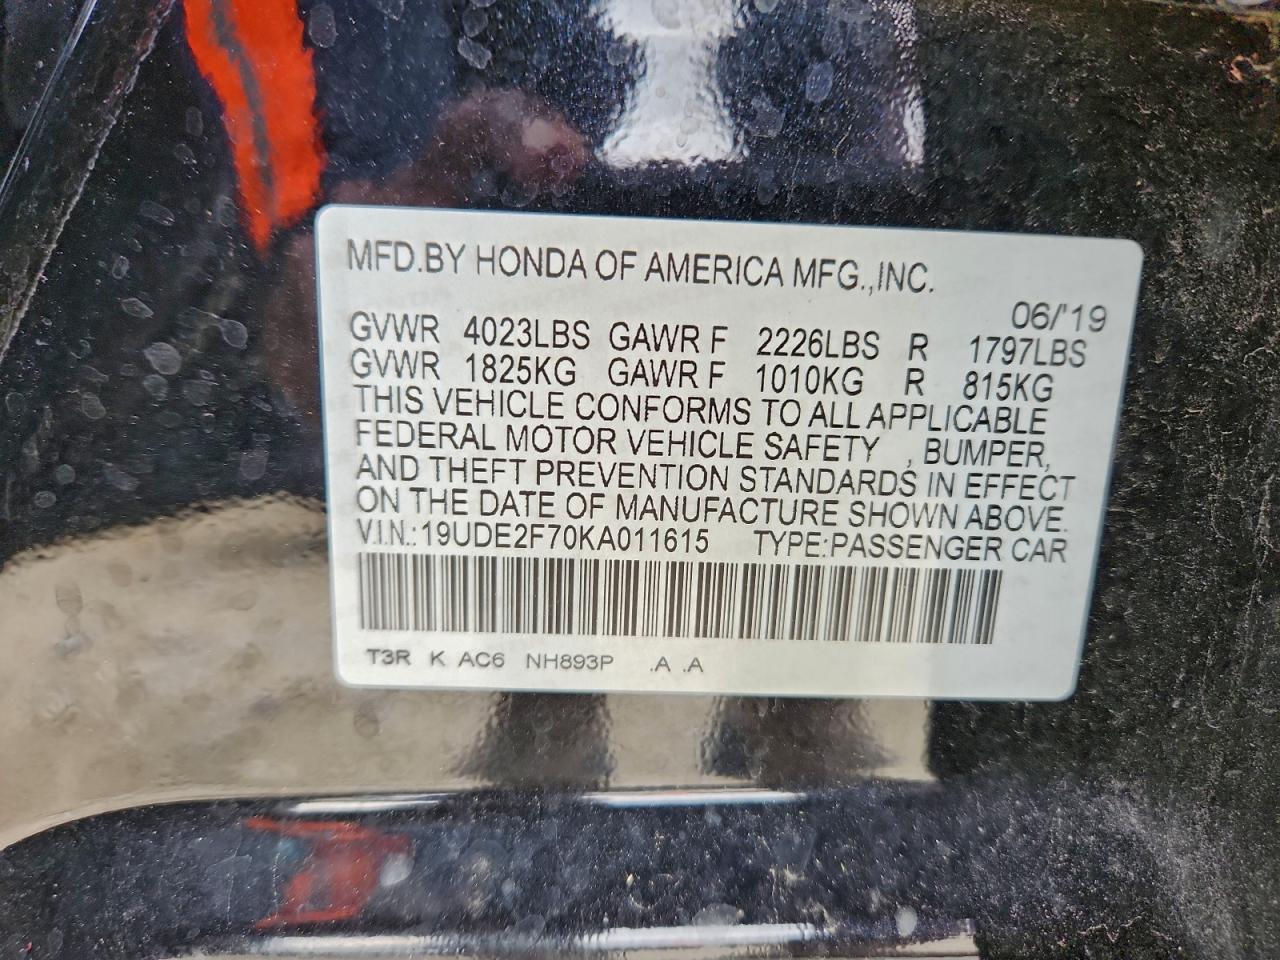 MFD.BY HONDA OF AMERICA MFG.,INC.
06/'19
GVWR 4023LBS GAWR F 2226LBS R 1797LBS
GVWR 1825KG GAWR F 1010KG R 815KG
THIS VEHICLE CONFORMS TO ALL APPLICABLE
FEDERAL MOTOR VEHICLE SAFETY , BUMPER,
AND THEFT PREVENTION STANDARDS IN EFFECT
ON THE DATE OF MANUFACTURE SHOWN ABOVE.
V.I.N.:19UDE2F70KA011615 TYPE:PASSENGER CAR
T3R K AC6 NH893P .A .A